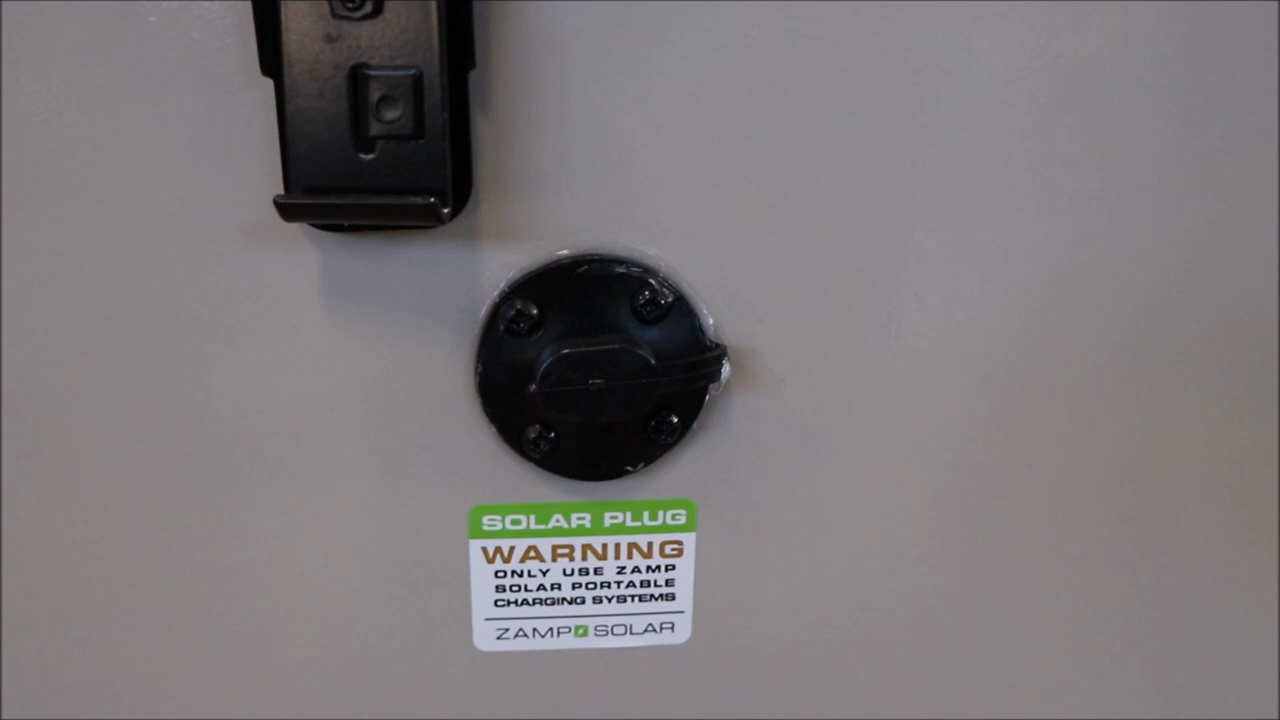 SOLAR PLUG
WARNING
ONLY USE ZAMP
SOLAR PORTABLE
CHARGING SYSTEMS
ZAMP SOLAR